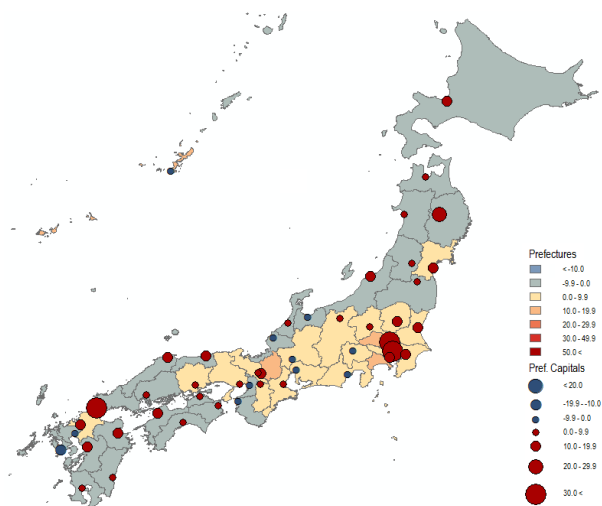 Prefectures
< -10.0
-9.9 - 0.0
0.0 - 9.9
10.0 - 19.9
20.0 - 29.9
30.0 - 49.9
50.0 <
Pref. Capitals
< 20.0
-19.9 - -10.0
-9.9 - 0.0
0.0 - 9.9
10.0 - 19.9
20.0 - 29.9
30.0 <